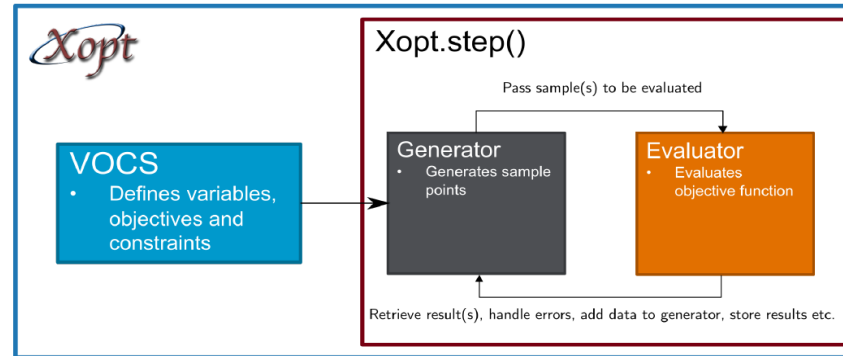 Xopt
Xopt.step()
Pass sample(s) to be evaluated
VOCS
• Defines variables,
objectives and
constraints
Generator
• Generates sample
points
Evaluator
• Evaluates
objective function
Retrieve result(s), handle errors, add data to generator, store results etc.